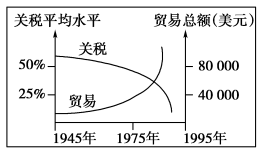 关税平均水平 贸易总额(美元)
关税
50% 80 000
25% 40 000
贸易
1945年 1975年 1995年